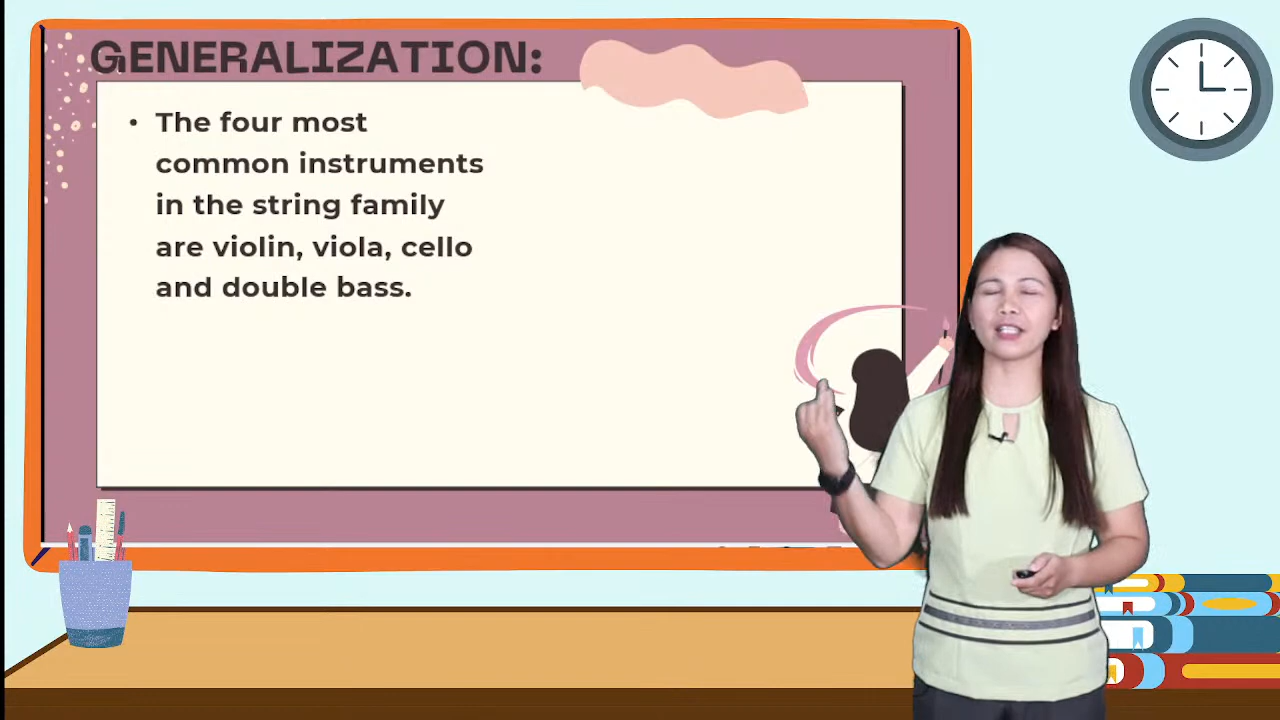 GENERALIZATION:
• The four most
common instruments
in the string family
are violin, viola, cello
and double bass.